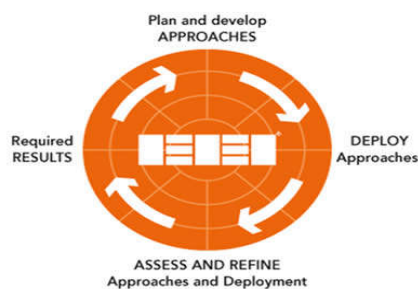 Plan and develop
APPROACHES
Required
RESULTS
DEPLOY
Approaches
ASSESS AND REFINE
Approaches and Deployment